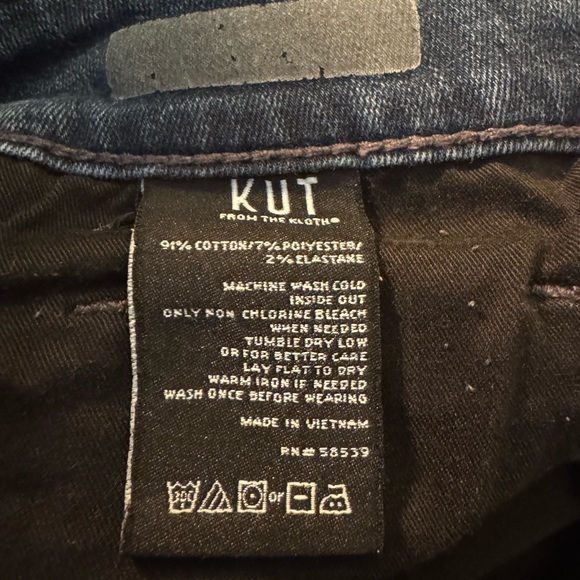 KUT
FROM THE KLOTH®
91% COTTON/7% POLYESTER/
2% ELASTANE
MACHINE WASH COLD
INSIDE OUT
ONLY NON CHLORINE BLEACH
WHEN NEEDED
TUMBLE DRY LOW
OR FOR BETTER CARE
LAY FLAT TO DRY
WARM IRON IF NEEDED
WASH ONCE BEFORE WEARING
MADE IN VIETNAM
RN# 58539
30C or